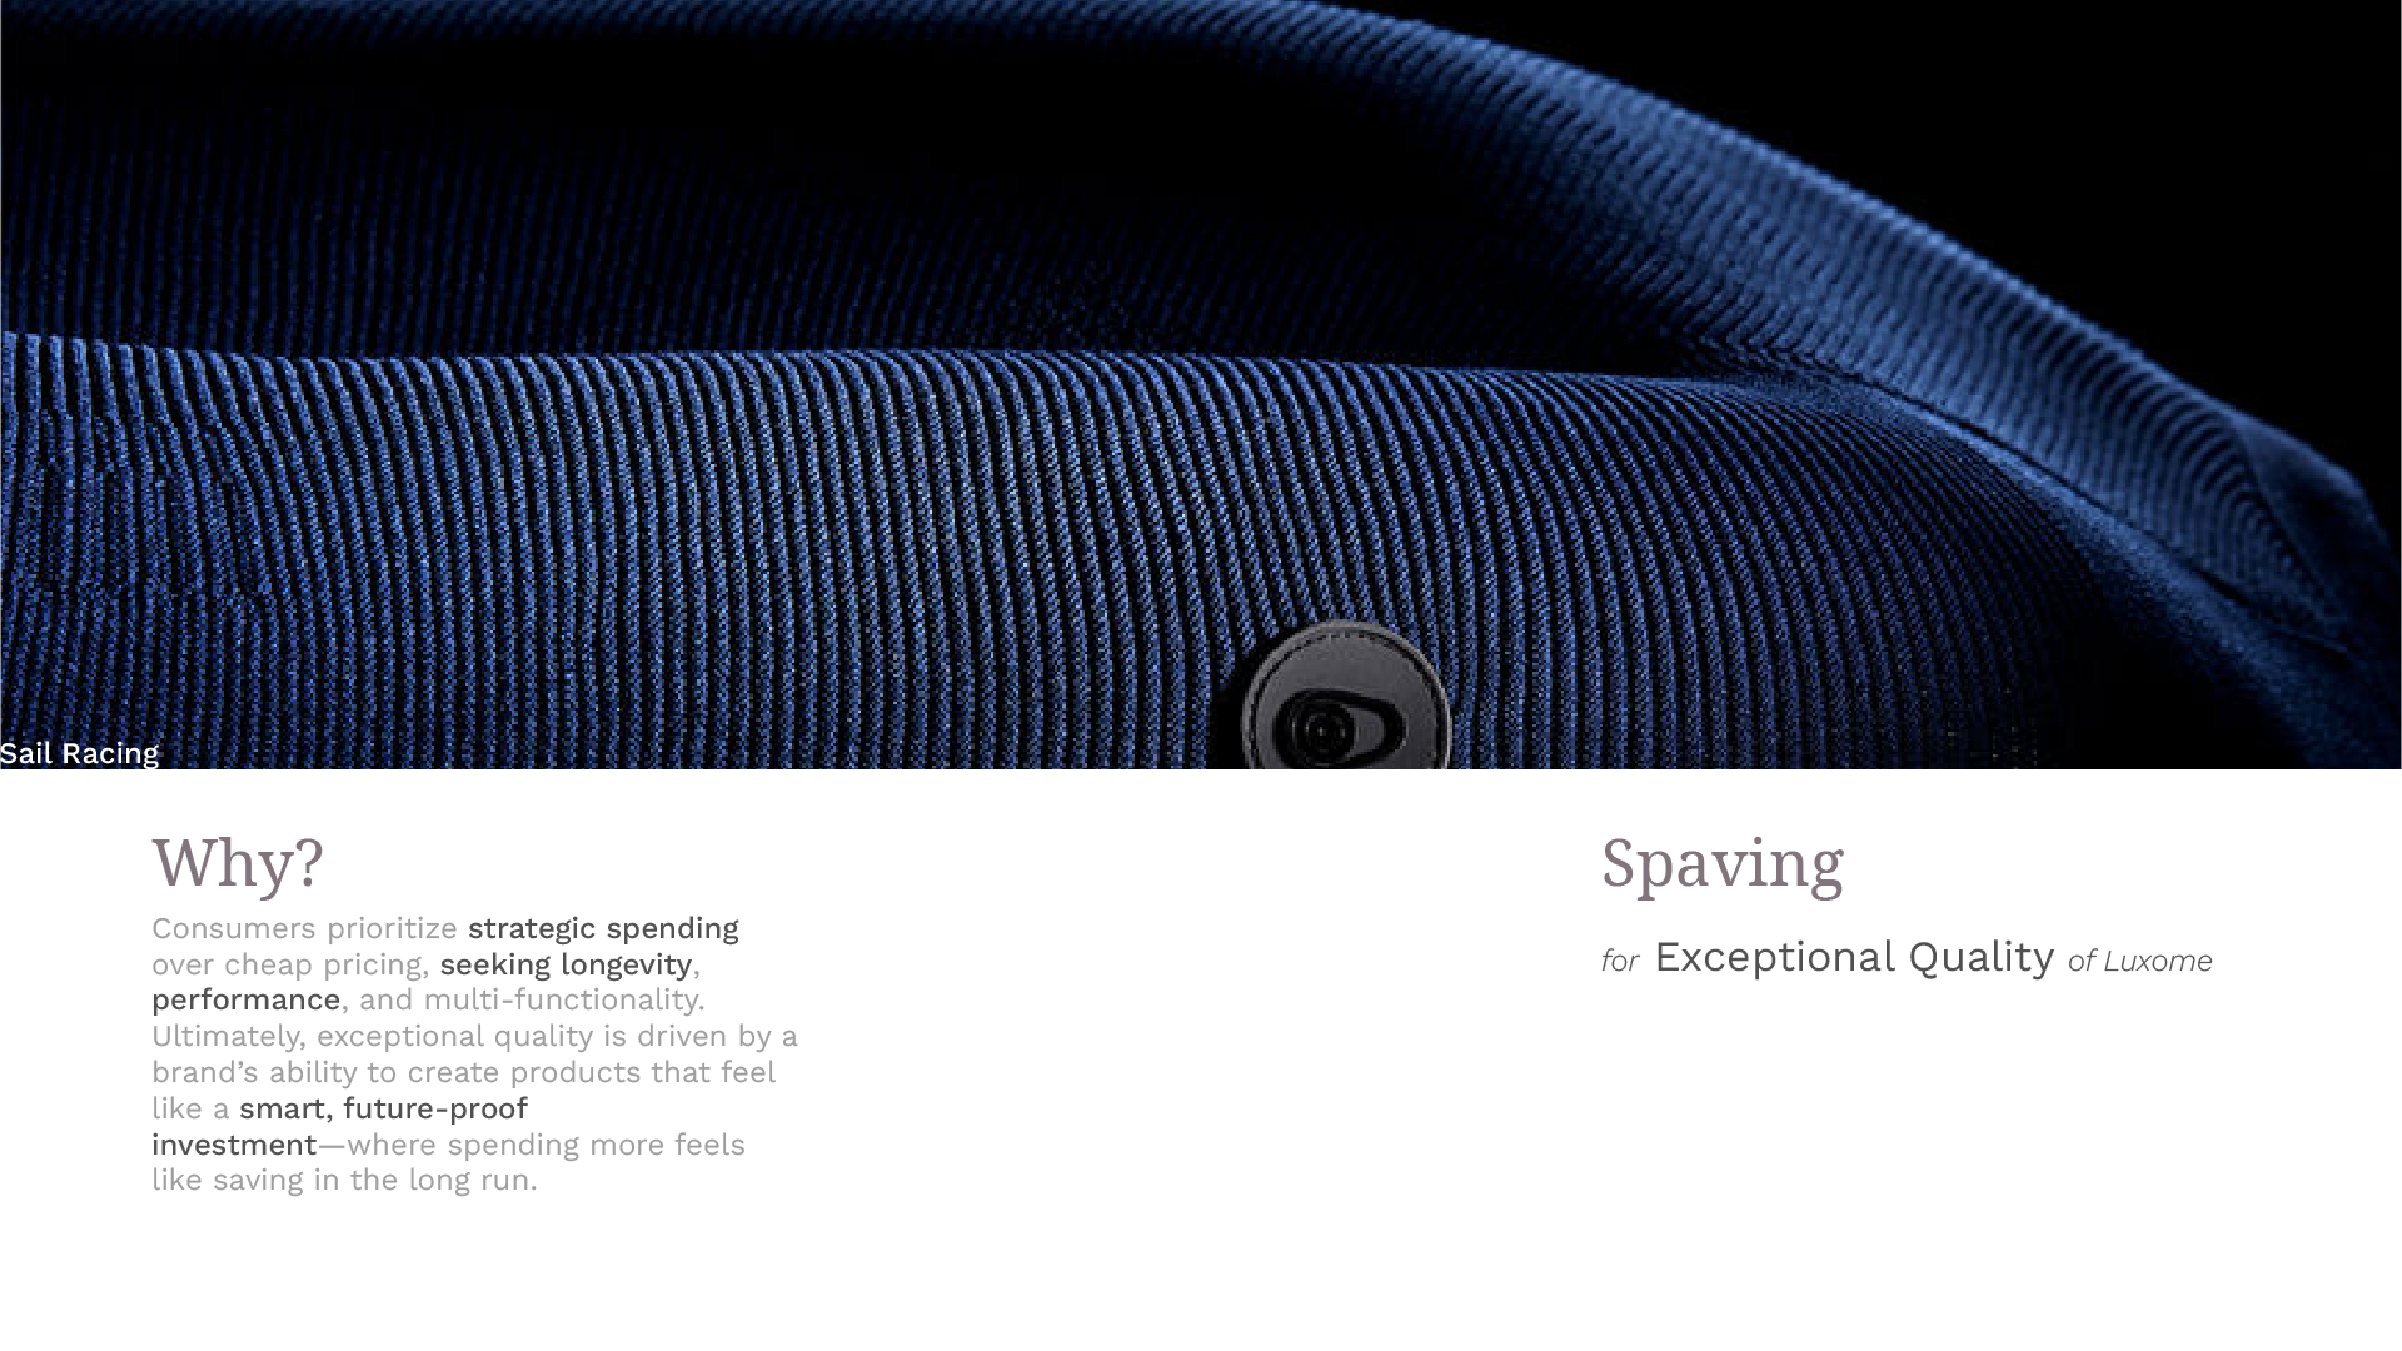 Sail Racing
Why?
Consumers prioritize strategic spending
over cheap pricing, seeking longevity,
performance, and multi-functionality.
Ultimately, exceptional quality is driven by a
brand’s ability to create products that feel
like a smart, future-proof
investment—where spending more feels
like saving in the long run.
Spaving
for Exceptional Quality of Luxome